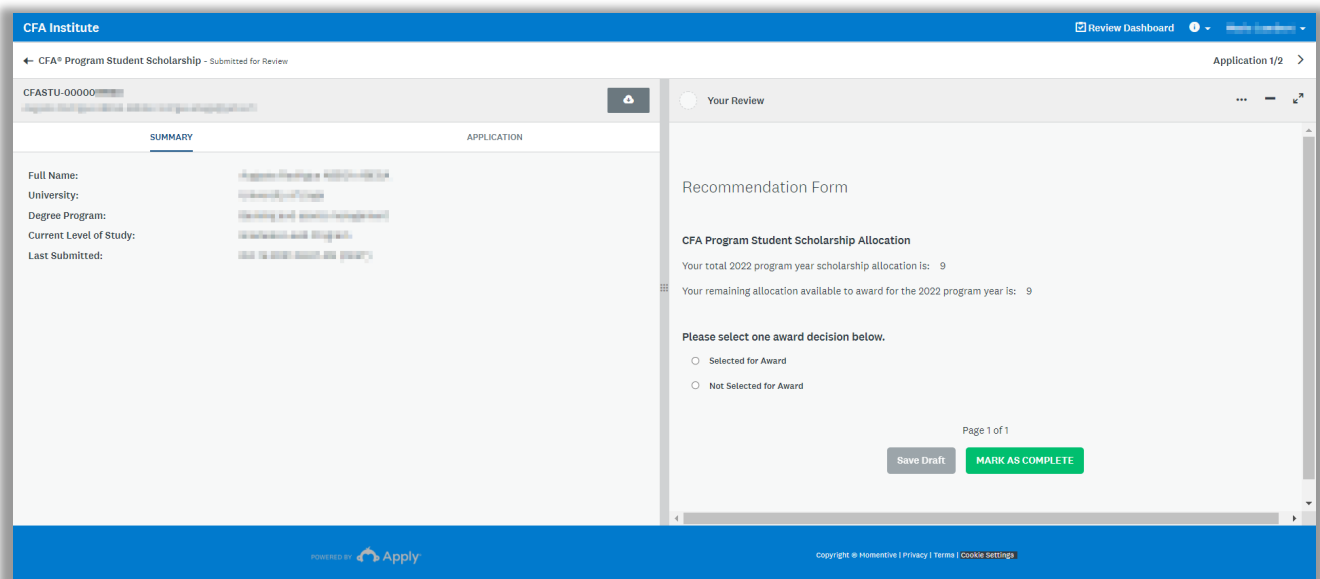 CFA Institute
Review Dashboard
CFA® Program Student Scholarship - Submitted for Review
Application 1/2
CFASTU-00000
Your Review
SUMMARY
APPLICATION
Full Name:
University:
Degree Program:
Current Level of Study:
Last Submitted:
Recommendation Form
CFA Program Student Scholarship Allocation
Your total 2022 program year scholarship allocation is: 9
Your remaining allocation available to award for the 2022 program year is: 9
Please select one award decision below.
Selected for Award
Not Selected for Award
Page 1 of 1
Save Draft
MARK AS COMPLETE
POWERED BY Apply
Copyright © Momentive | Privacy | Terms | Cookie Settings